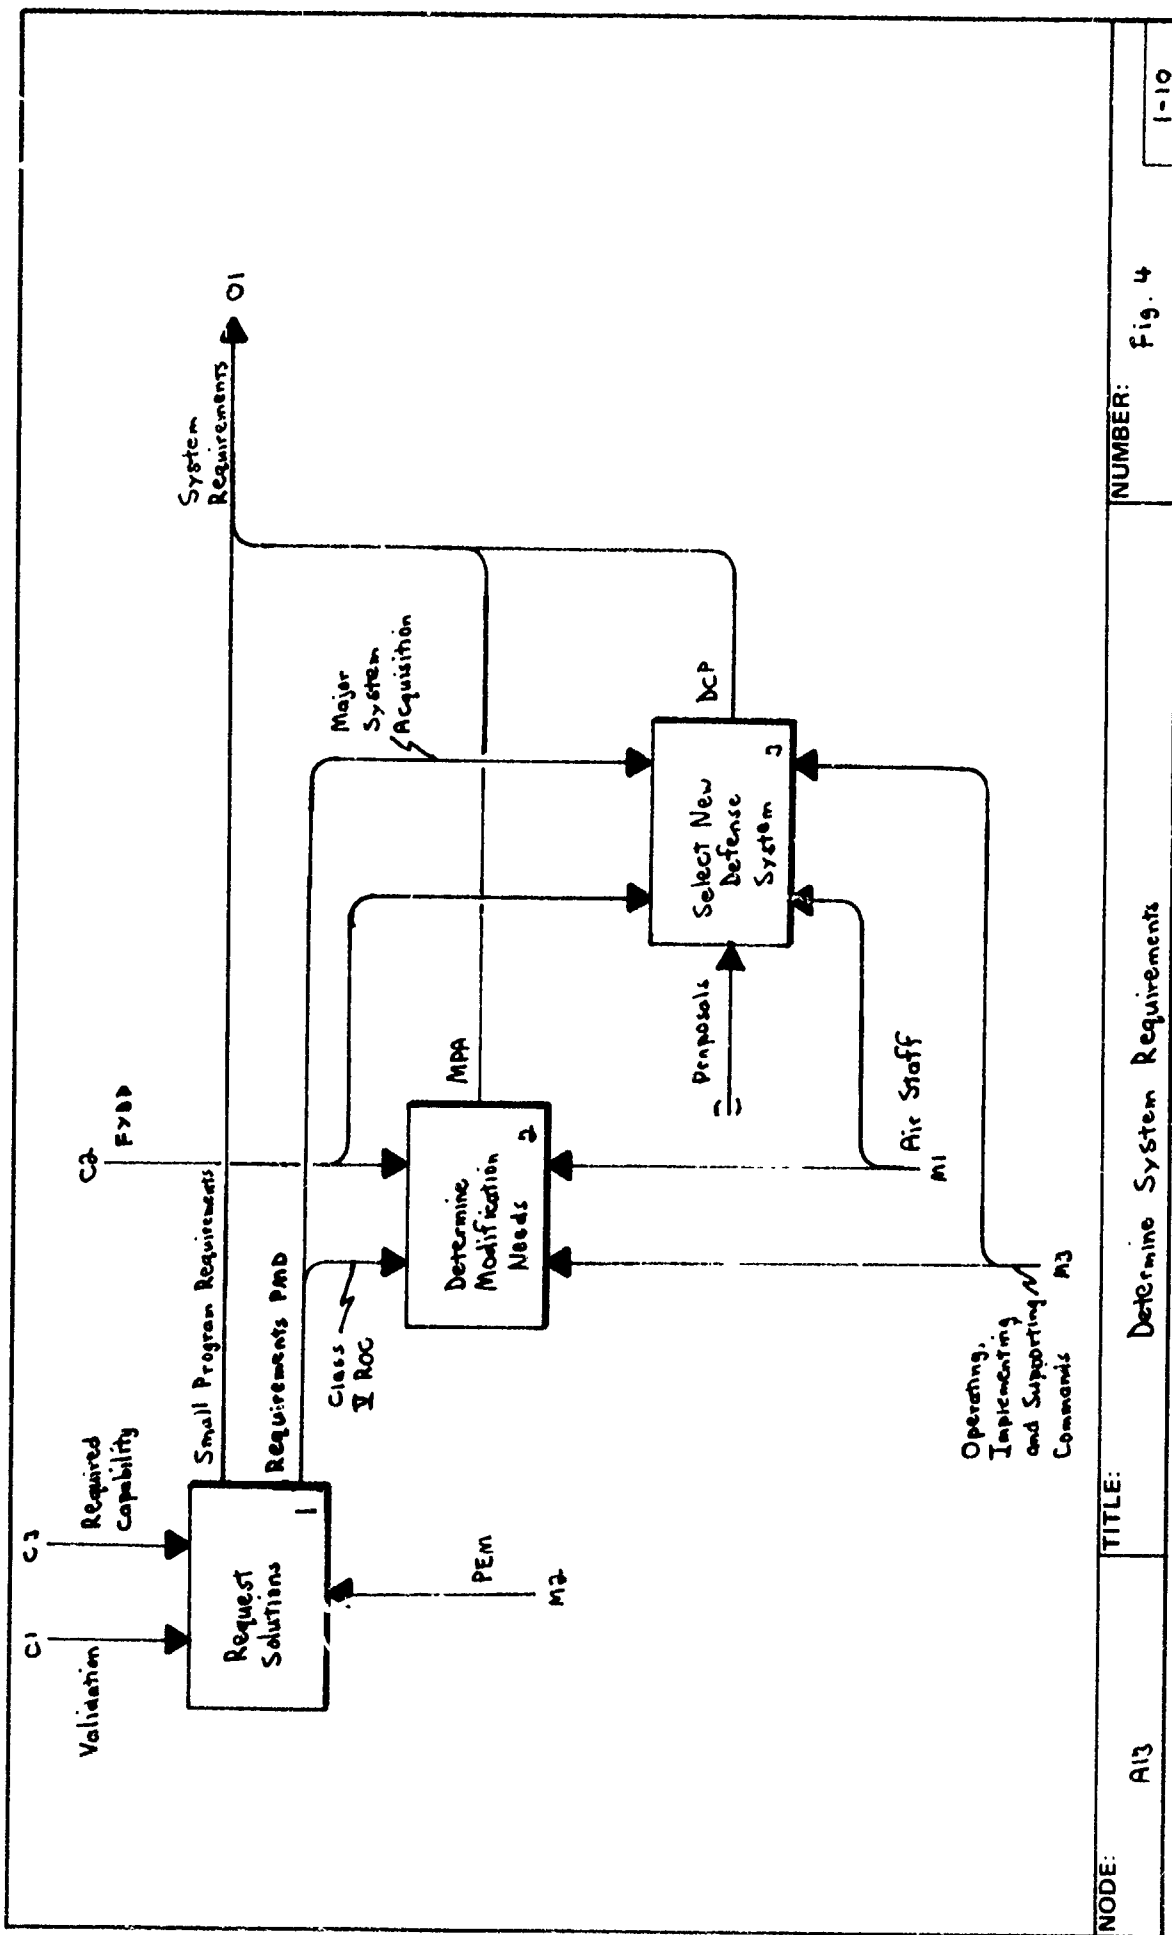 C1
Validation
C3
Required
Capability
Request
Solutions
1
PEM
M2
Small Program Requirements
Requirements PMD
Class
V ROC
C2
FYDD
Determine
Modification
Needs
2
MPA
Major
System
Acquisition
Proposals
Select New
Defense
System
3
DCP
System
Requirements
O1
Air Staff
M1
Operating,
Implementing
and Supporting
Commands
M3
NODE:
A13
TITLE:
Determine System Requirements
NUMBER:
Fig. 4
1-10